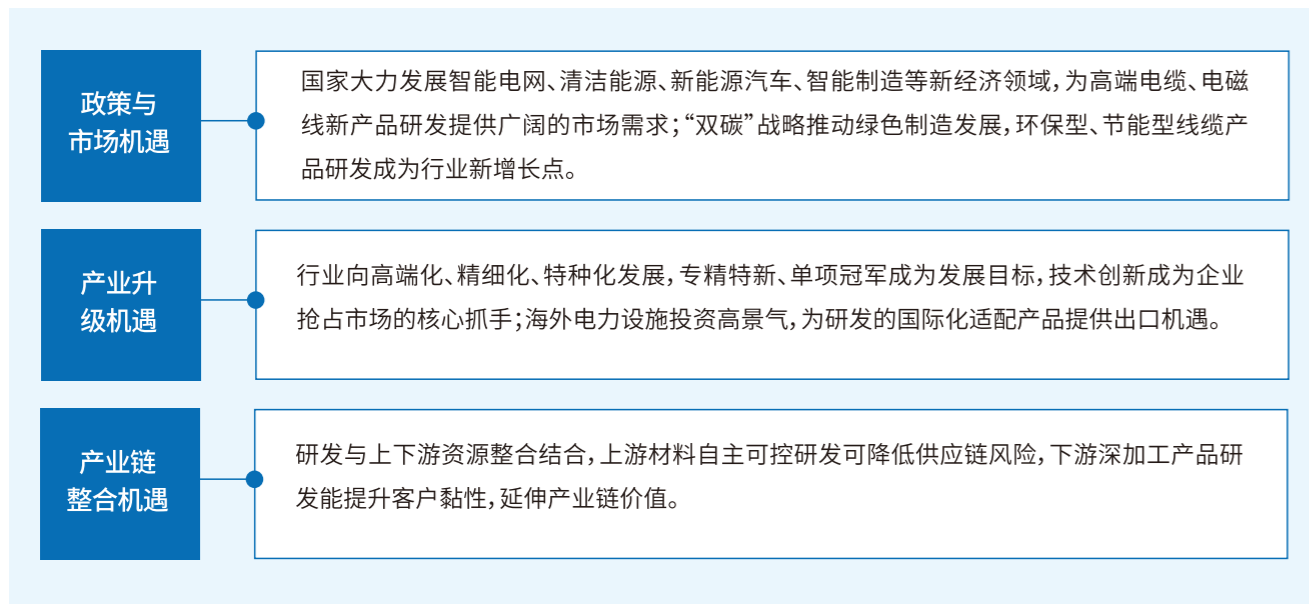 政策与
市场机遇
国家大力发展智能电网、清洁能源、新能源汽车、智能制造等新经济领域，为高端电缆、电磁
线新产品研发提供广阔的市场需求；“双碳”战略推动绿色制造发展，环保型、节能型线缆产
品研发成为行业新增长点。
产业升
级机遇
行业向高端化、精细化、特种化发展，专精特新、单项冠军成为发展目标，技术创新成为企业
抢占市场的核心抓手；海外电力设施投资高景气，为研发的国际化适配产品提供出口机遇。
产业链
整合机遇
研发与上下游资源整合结合，上游材料自主可控研发可降低供应链风险，下游深加工产品研
发能提升客户黏性，延伸产业链价值。